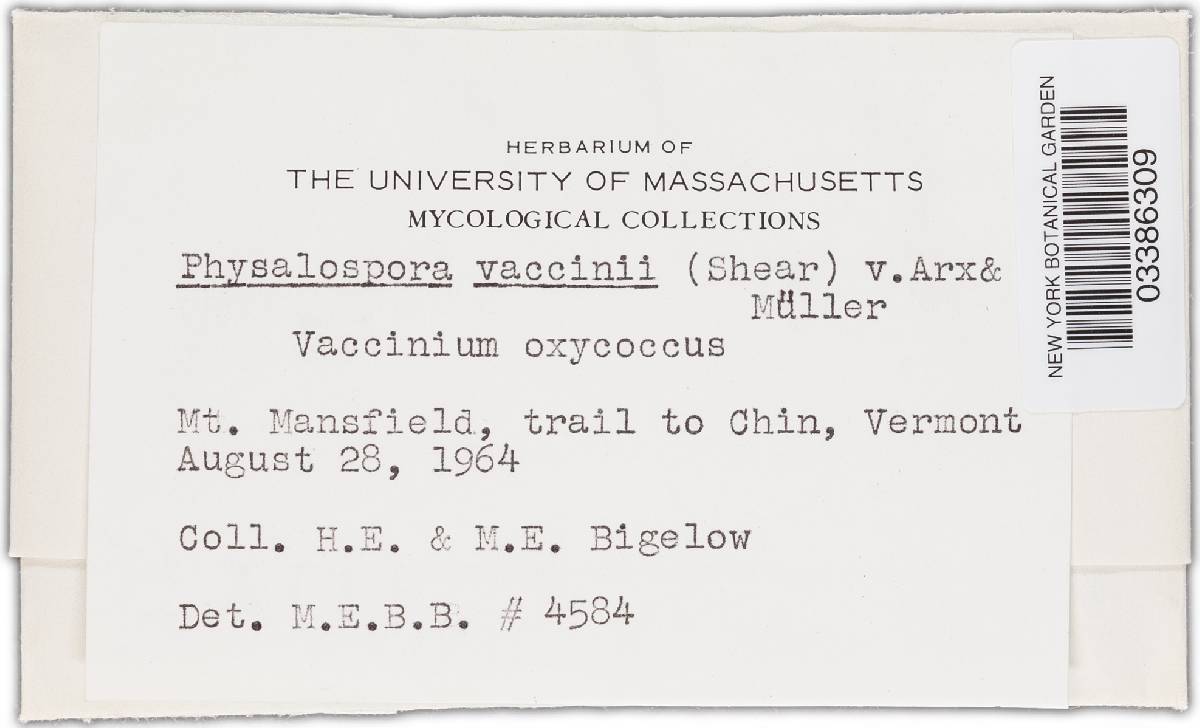 HERBARIUM OF
THE UNIVERSITY OF MASSACHUSETTS
MYCOLOGICAL COLLECTIONS
Physalospora vaccinii (Shear) v.Arx&
Müller
Vaccinium oxycoccus
Mt. Mansfield, trail to Chin, Vermont
August 28, 1964
Coll. H.E. & M.E. Bigelow
Det. M.E.B.B. # 4584
NEW YORK BOTANICAL GARDEN
03386309